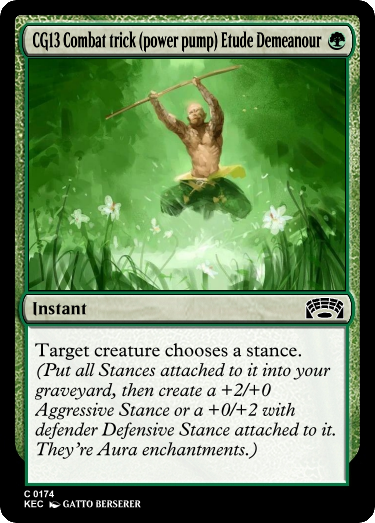 CG13 Combat trick (power pump) Etude Demeanour
Instant
Target creature chooses a stance.
(Put all Stances attached to it into your
graveyard, then create a +2/+0
Aggressive Stance or a +0/+2 with
defender Defensive Stance attached to it.
They're Aura enchantments.)
C 0174
KEC GATTO BERSERER